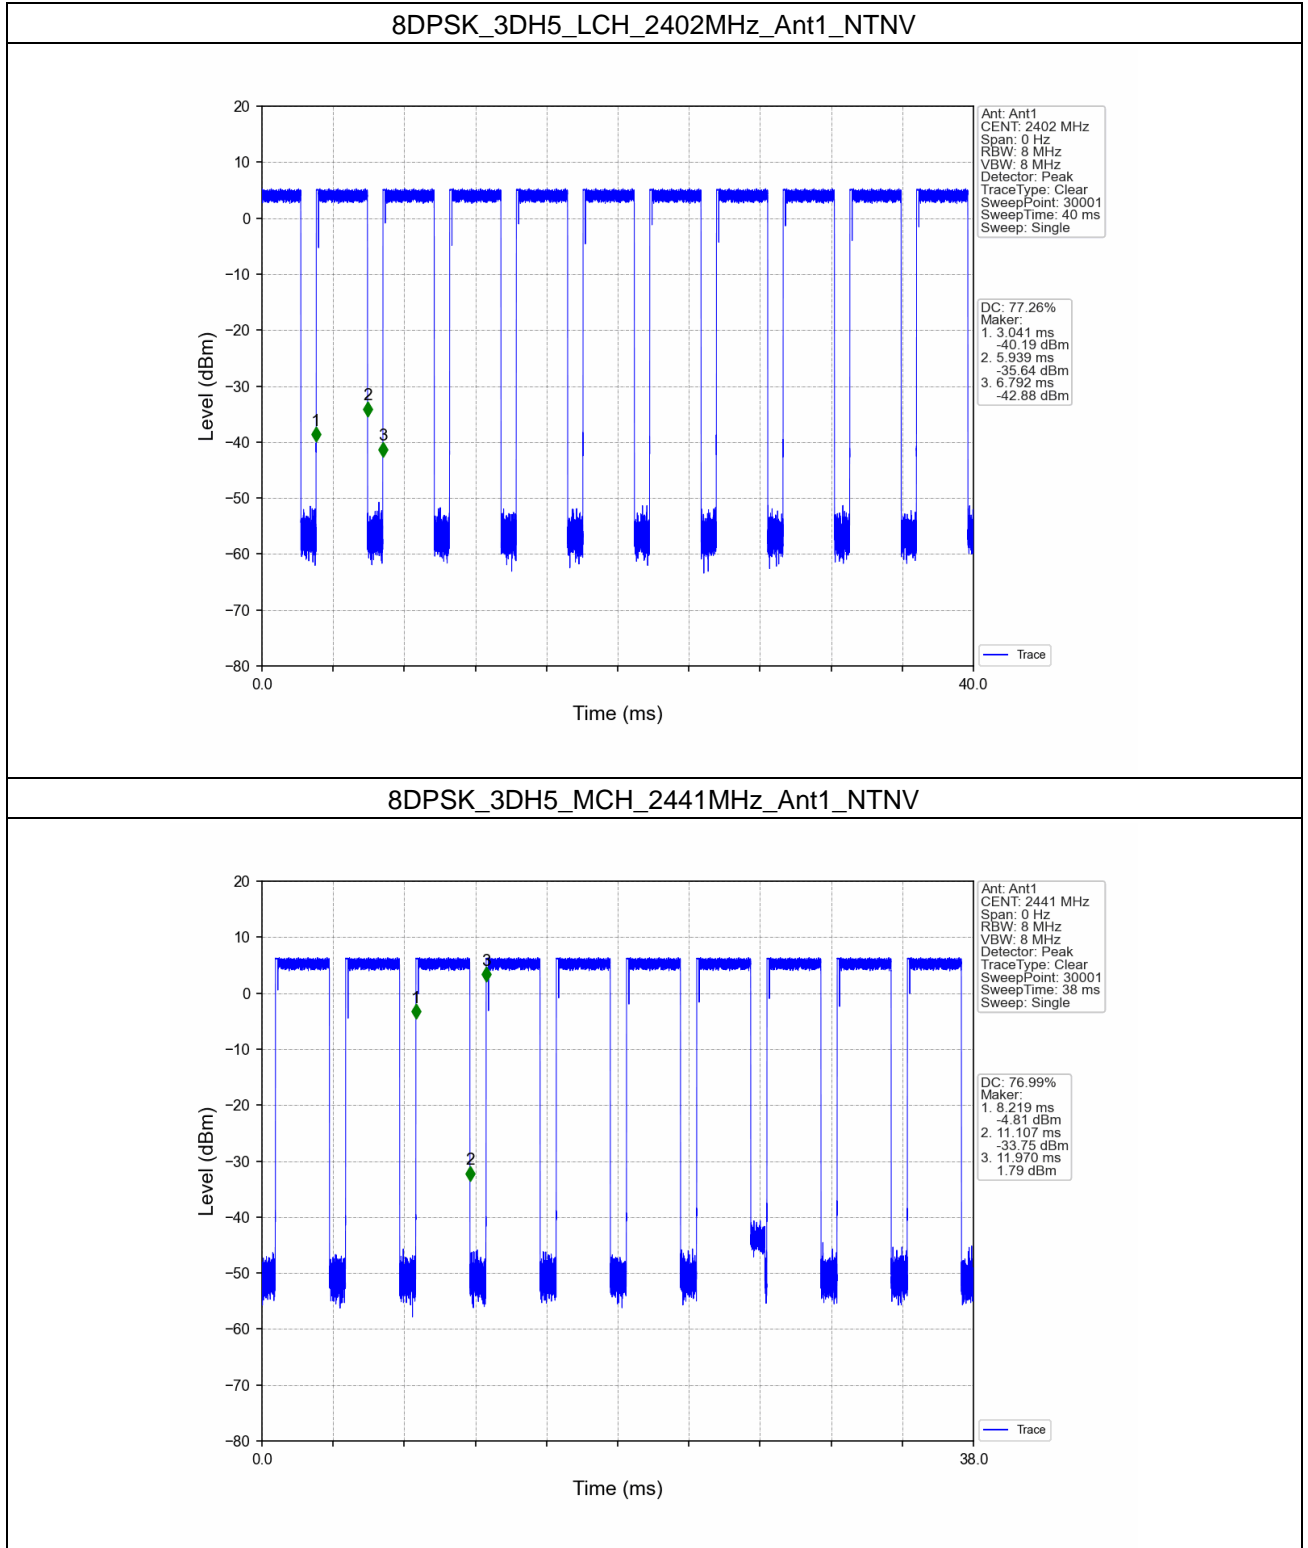 8DPSK_3DH5_LCH_2402MHz_Ant1_NTNV
20
10
0
−10
−20
−30
−40
−50
−60
−70
−80
Level (dBm)
1
2
3
0.0
40.0
Time (ms)
Ant: Ant1
CENT: 2402 MHz
Span: 0 Hz
RBW: 8 MHz
VBW: 8 MHz
Detector: Peak
TraceType: Clear
SweepPoint: 30001
SweepTime: 40 ms
Sweep: Single
DC: 77.26%
Maker:
1. 3.041 ms
-40.19 dBm
2. 5.939 ms
-35.64 dBm
3. 6.792 ms
-42.88 dBm
Trace
8DPSK_3DH5_MCH_2441MHz_Ant1_NTNV
20
10
0
−10
−20
−30
−40
−50
−60
−70
−80
Level (dBm)
1
2
3
0.0
38.0
Time (ms)
Ant: Ant1
CENT: 2441 MHz
Span: 0 Hz
RBW: 8 MHz
VBW: 8 MHz
Detector: Peak
TraceType: Clear
SweepPoint: 30001
SweepTime: 38 ms
Sweep: Single
DC: 76.99%
Maker:
1. 8.219 ms
-4.81 dBm
2. 11.107 ms
-33.75 dBm
3. 11.970 ms
1.79 dBm
Trace